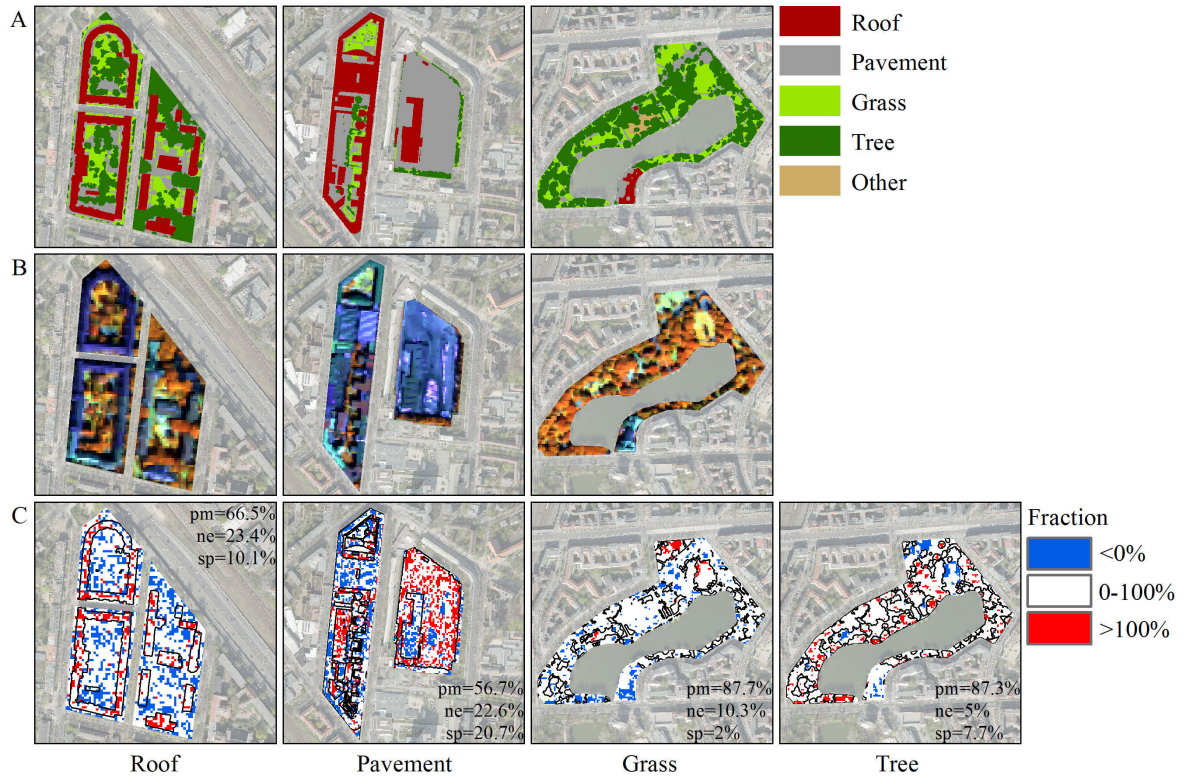 A
Roof
Pavement
Grass
Tree
Other
B
C
pm=66.5%
ne=23.4%
sp=10.1%
pm=56.7%
ne=22.6%
sp=20.7%
pm=87.7%
ne=10.3%
sp=2%
pm=87.3%
ne=5%
sp=7.7%
Fraction
<0%
0-100%
>100%
Roof
Pavement
Grass
Tree